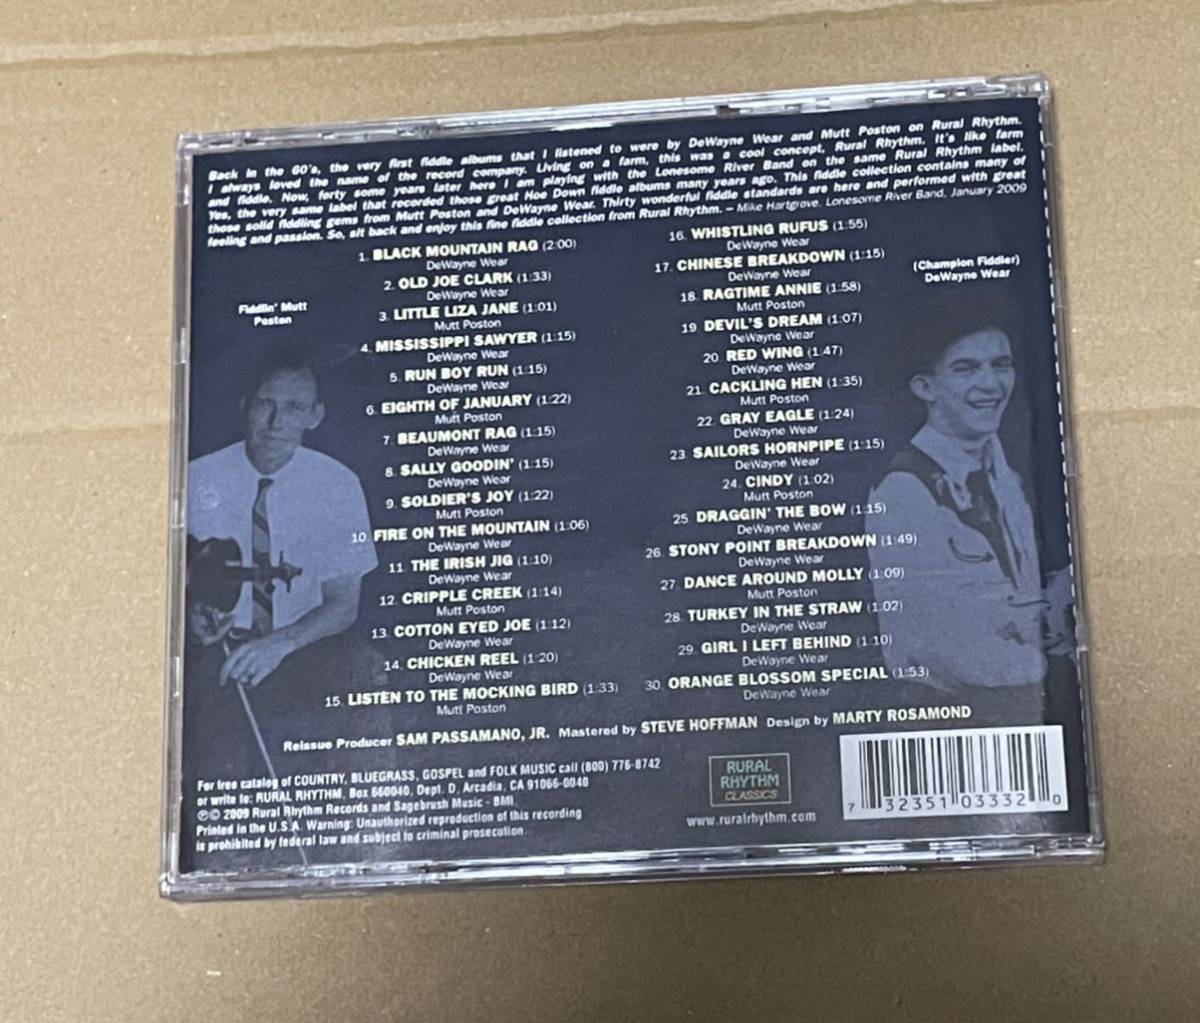 Back in the 60's, the very first fiddle albums that I listened to were by DeWayne Wear and Mutt Poston on Rural Rhythm.
I always loved the name of the record company. Living on a farm, this was a cool concept, Rural Rhythm. It's like farm
and fiddle. Now, forty some years later here I am playing with the Lonesome River Band on the same Rural Rhythm label.
Yes, the very same label that recorded those great Hoe Down fiddle albums many years ago. This fiddle collection contains many of
those solid fiddling gems from Mutt Poston and DeWayne Wear. Thirty wonderful fiddle standards are here and performed with great
feeling and passion. So, sit back and enjoy this fine fiddle collection from Rural Rhythm. – Mike Hartgrove, Lonesome River Band, January 2009
Fiddlin' Mutt
Poston
1. BLACK MOUNTAIN RAG (2:00)
DeWayne Wear
2. OLD JOE CLARK (1:33)
DeWayne Wear
3. LITTLE LIZA JANE (1:01)
Mutt Poston
4. MISSISSIPPI SAWYER (1:15)
DeWayne Wear
5. RUN BOY RUN (1:15)
DeWayne Wear
6. EIGHTH OF JANUARY (1:22)
Mutt Poston
7. BEAUMONT RAG (1:15)
DeWayne Wear
8. SALLY GOODIN' (1:15)
DeWayne Wear
9. SOLDIER'S JOY (1:22)
Mutt Poston
10. FIRE ON THE MOUNTAIN (1:06)
DeWayne Wear
11. THE IRISH JIG (1:10)
DeWayne Wear
12. CRIPPLE CREEK (1:14)
Mutt Poston
13. COTTON EYED JOE (1:12)
DeWayne Wear
14. CHICKEN REEL (1:20)
DeWayne Wear
15. LISTEN TO THE MOCKING BIRD (1:33)
Mutt Poston
16. WHISTLING RUFUS (1:55)
DeWayne Wear
17. CHINESE BREAKDOWN (1:15)
DeWayne Wear
18. RAGTIME ANNIE (1:58)
Mutt Poston
19. DEVIL'S DREAM (1:07)
DeWayne Wear
20. RED WING (1:47)
DeWayne Wear
21. CACKLING HEN (1:35)
Mutt Poston
22. GRAY EAGLE (1:24)
DeWayne Wear
23. SAILORS HORNPIPE (1:15)
DeWayne Wear
24. CINDY (1:02)
Mutt Poston
25. DRAGGIN' THE BOW (1:15)
DeWayne Wear
26. STONY POINT BREAKDOWN (1:49)
DeWayne Wear
27. DANCE AROUND MOLLY (1:09)
Mutt Poston
28. TURKEY IN THE STRAW (1:02)
DeWayne Wear
29. GIRL I LEFT BEHIND (1:10)
DeWayne Wear
30. ORANGE BLOSSOM SPECIAL (1:53)
DeWayne Wear
(Champion Fiddler)
DeWayne Wear
Reissue Producer SAM PASSAMANO, JR. Mastered by STEVE HOFFMAN Design by MARTY ROSAMOND
For free catalog of COUNTRY, BLUEGRASS, GOSPEL and FOLK MUSIC call (800) 776-8742
or write to: RURAL RHYTHM, Box 660040, Dept. D, Arcadia, CA 91066-0040
℗© 2009 Rural Rhythm Records and Sagebrush Music - BMI
Printed in the U.S.A. Warning: Unauthorized reproduction of this recording
is prohibited by federal law and subject to criminal prosecution.
RURAL
RHYTHM
CLASSICS
www.ruralrhythm.com
7 32351 03332 0